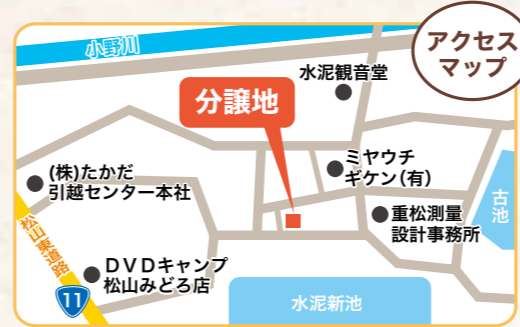 アクセス
マップ
小野川
水泥観音堂
分譲地
ミヤウチ
ギケン(有)
(株)たかだ
引越センター本社
古池
重松測量
設計事務所
松山東道路
11
DVDキャンプ
松山みどろ店
水泥新池